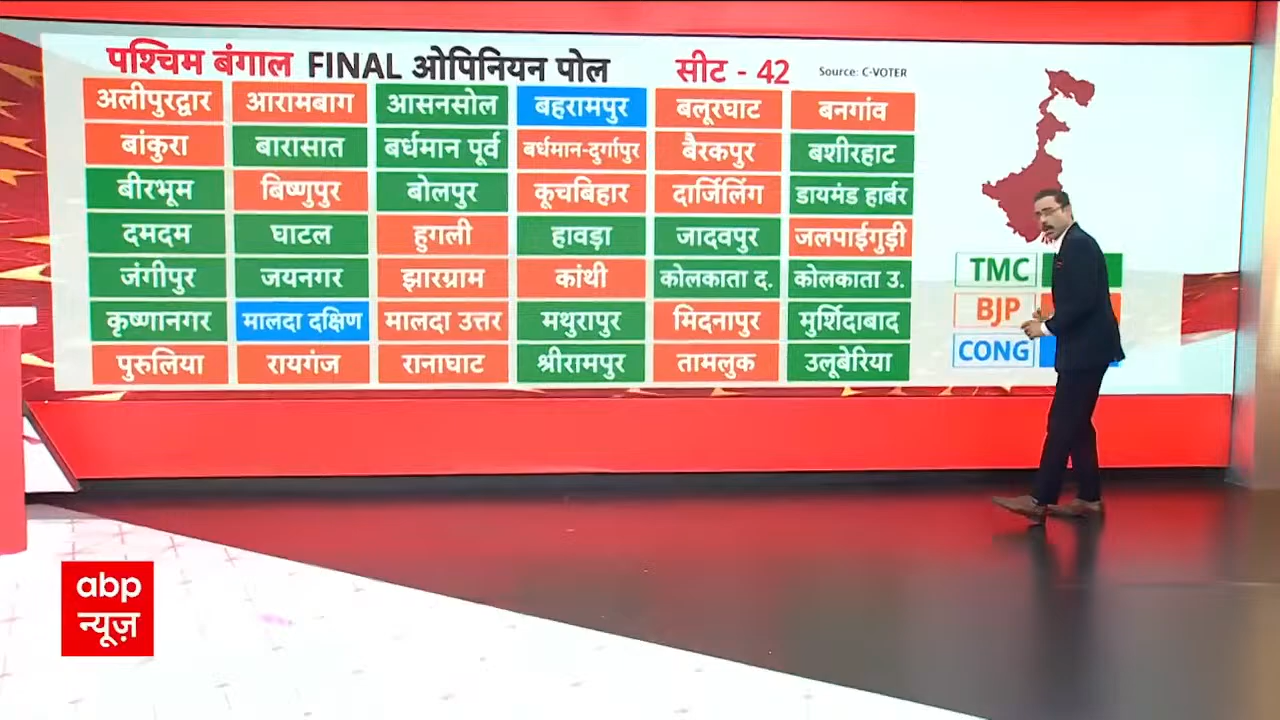 पश्चिम बंगाल FINAL ओपिनियन पोल सीट - 42 Source: C-VOTER
अलीपुरद्वार आरामबाग आसनसोल बहरामपुर बलूरघाट बनगांव
बांकुरा बारासात बर्धमान पूर्व बर्धमान-दुर्गापुर बैरकपुर बशीरहाट
बीरभूम बिष्णुपुर बोलपुर कूचबिहार दार्जिलिंग डायमंड हार्बर
दमदम घाटल हुगली हावड़ा जादवपुर जलपाईगुड़ी
जंगीपुर जयनगर झारग्राम कांथी कोलकाता द. कोलकाता उ.
कृष्णानगर मालदा दक्षिण मालदा उत्तर मथुरापुर मिदनापुर मुर्शिदाबाद
पुरुलिया रायगंज रानाघाट श्रीरामपुर तामलुक उलूबेरिया
TMC
BJP
CONG
abp
न्यूज़